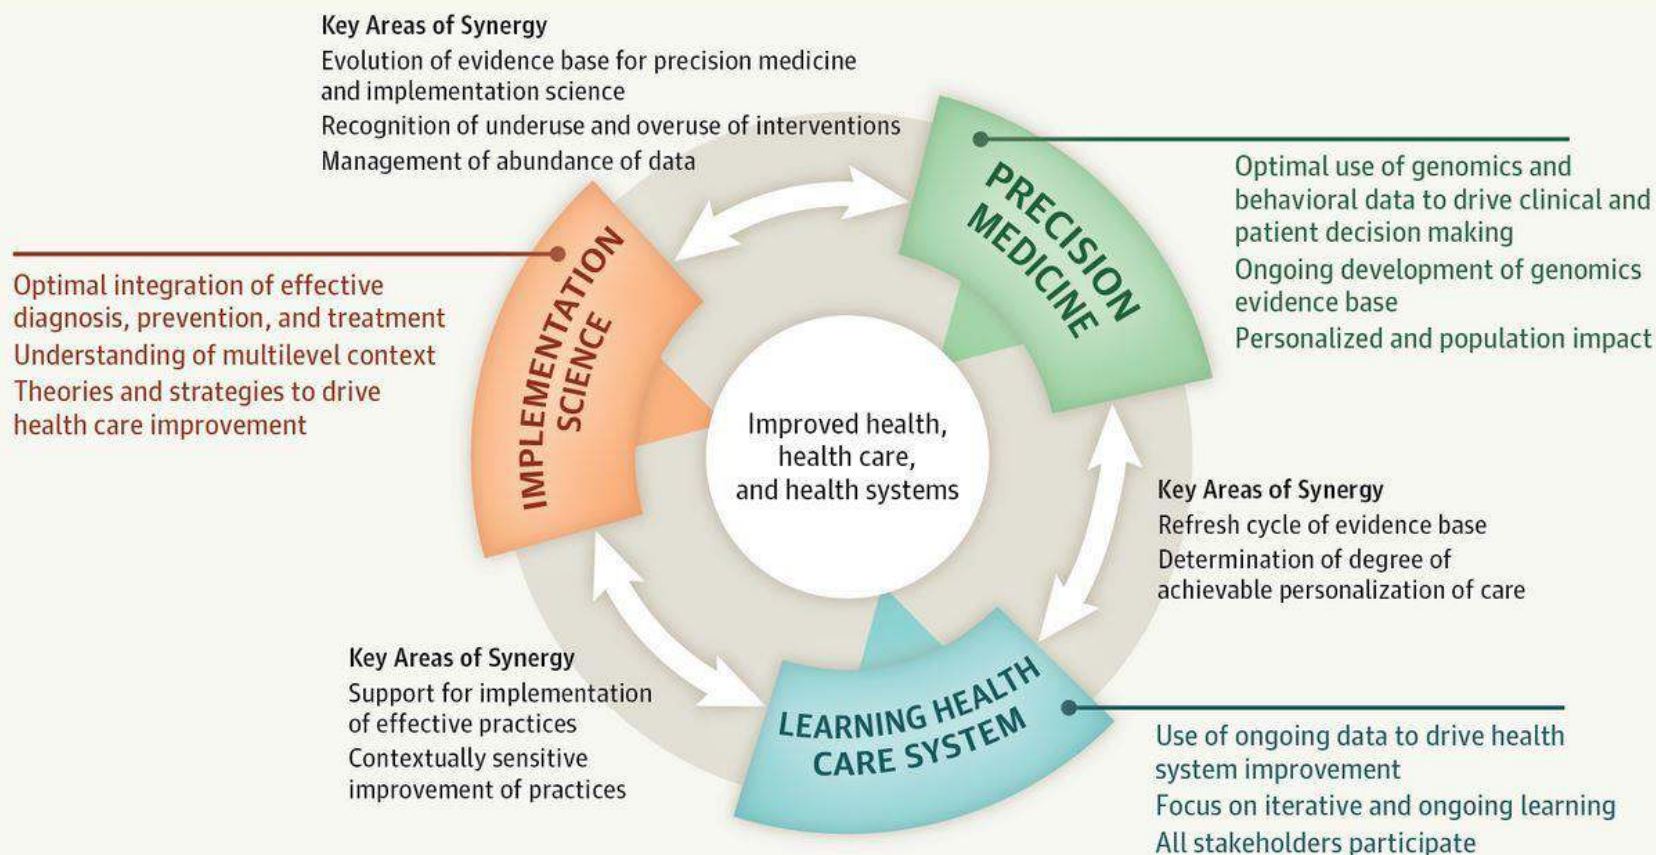 Key Areas of Synergy
Evolution of evidence base for precision medicine
and implementation science
Recognition of underuse and overuse of interventions
Management of abundance of data
PRECISION
MEDICINE
Optimal use of genomics and
behavioral data to drive clinical and
patient decision making
Ongoing development of genomics
evidence base
Personalized and population impact
IMPLEMENTATION
SCIENCE
Optimal integration of effective
diagnosis, prevention, and treatment
Understanding of multilevel context
Theories and strategies to drive
health care improvement
Improved health,
health care,
and health systems
Key Areas of Synergy
Refresh cycle of evidence base
Determination of degree of
achievable personalization of care
Key Areas of Synergy
Support for implementation
of effective practices
Contextually sensitive
improvement of practices
LEARNING HEALTH
CARE SYSTEM
Use of ongoing data to drive health
system improvement
Focus on iterative and ongoing learning
All stakeholders participate